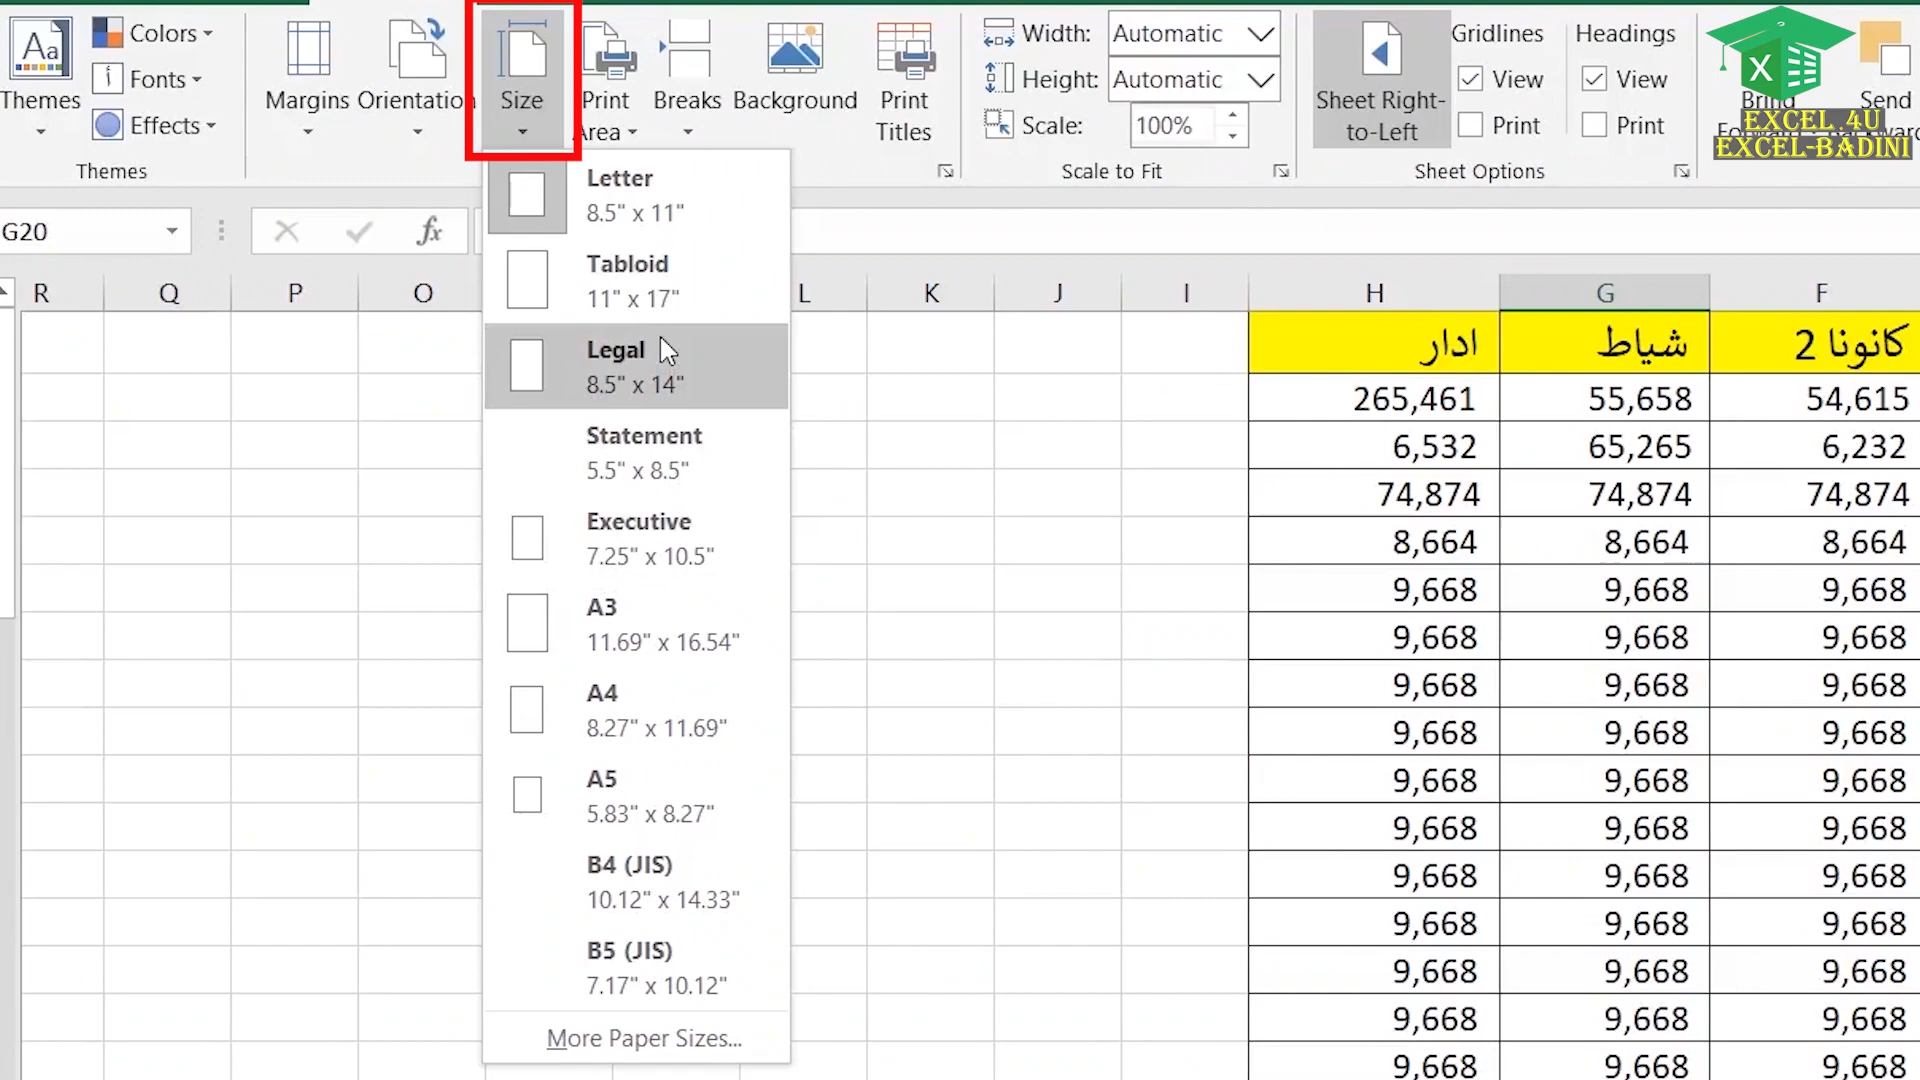 Themes
Colors
Fonts
Effects
Themes
Margins
Orientation
Size
Print
Area
Breaks
Background
Print
Titles
Width: Automatic
Height: Automatic
Scale: 100%
Scale to Fit
Sheet Right-
to-Left
Gridlines
View
Print
Headings
View
Print
Sheet Options
Bring
Send
EXCEL .4U
EXCEL-BADINI
G20
fx
Letter
8.5" x 11"
Tabloid
11" x 17"
Legal
8.5" x 14"
Statement
5.5" x 8.5"
Executive
7.25" x 10.5"
A3
11.69" x 16.54"
A4
8.27" x 11.69"
A5
5.83" x 8.27"
B4 (JIS)
10.12" x 14.33"
B5 (JIS)
7.17" x 10.12"
More Paper Sizes...
R Q P O L K J I H G F
ادار شیاط کانونا 2
265,461 55,658 54,615
6,532 65,265 6,232
74,874 74,874 74,874
8,664 8,664 8,664
9,668 9,668 9,668
9,668 9,668 9,668
9,668 9,668 9,668
9,668 9,668 9,668
9,668 9,668 9,668
9,668 9,668 9,668
9,668 9,668 9,668
9,668 9,668 9,668
9,668 9,668 9,668
9,668 9,668 9,668
9,668 9,668 9,668